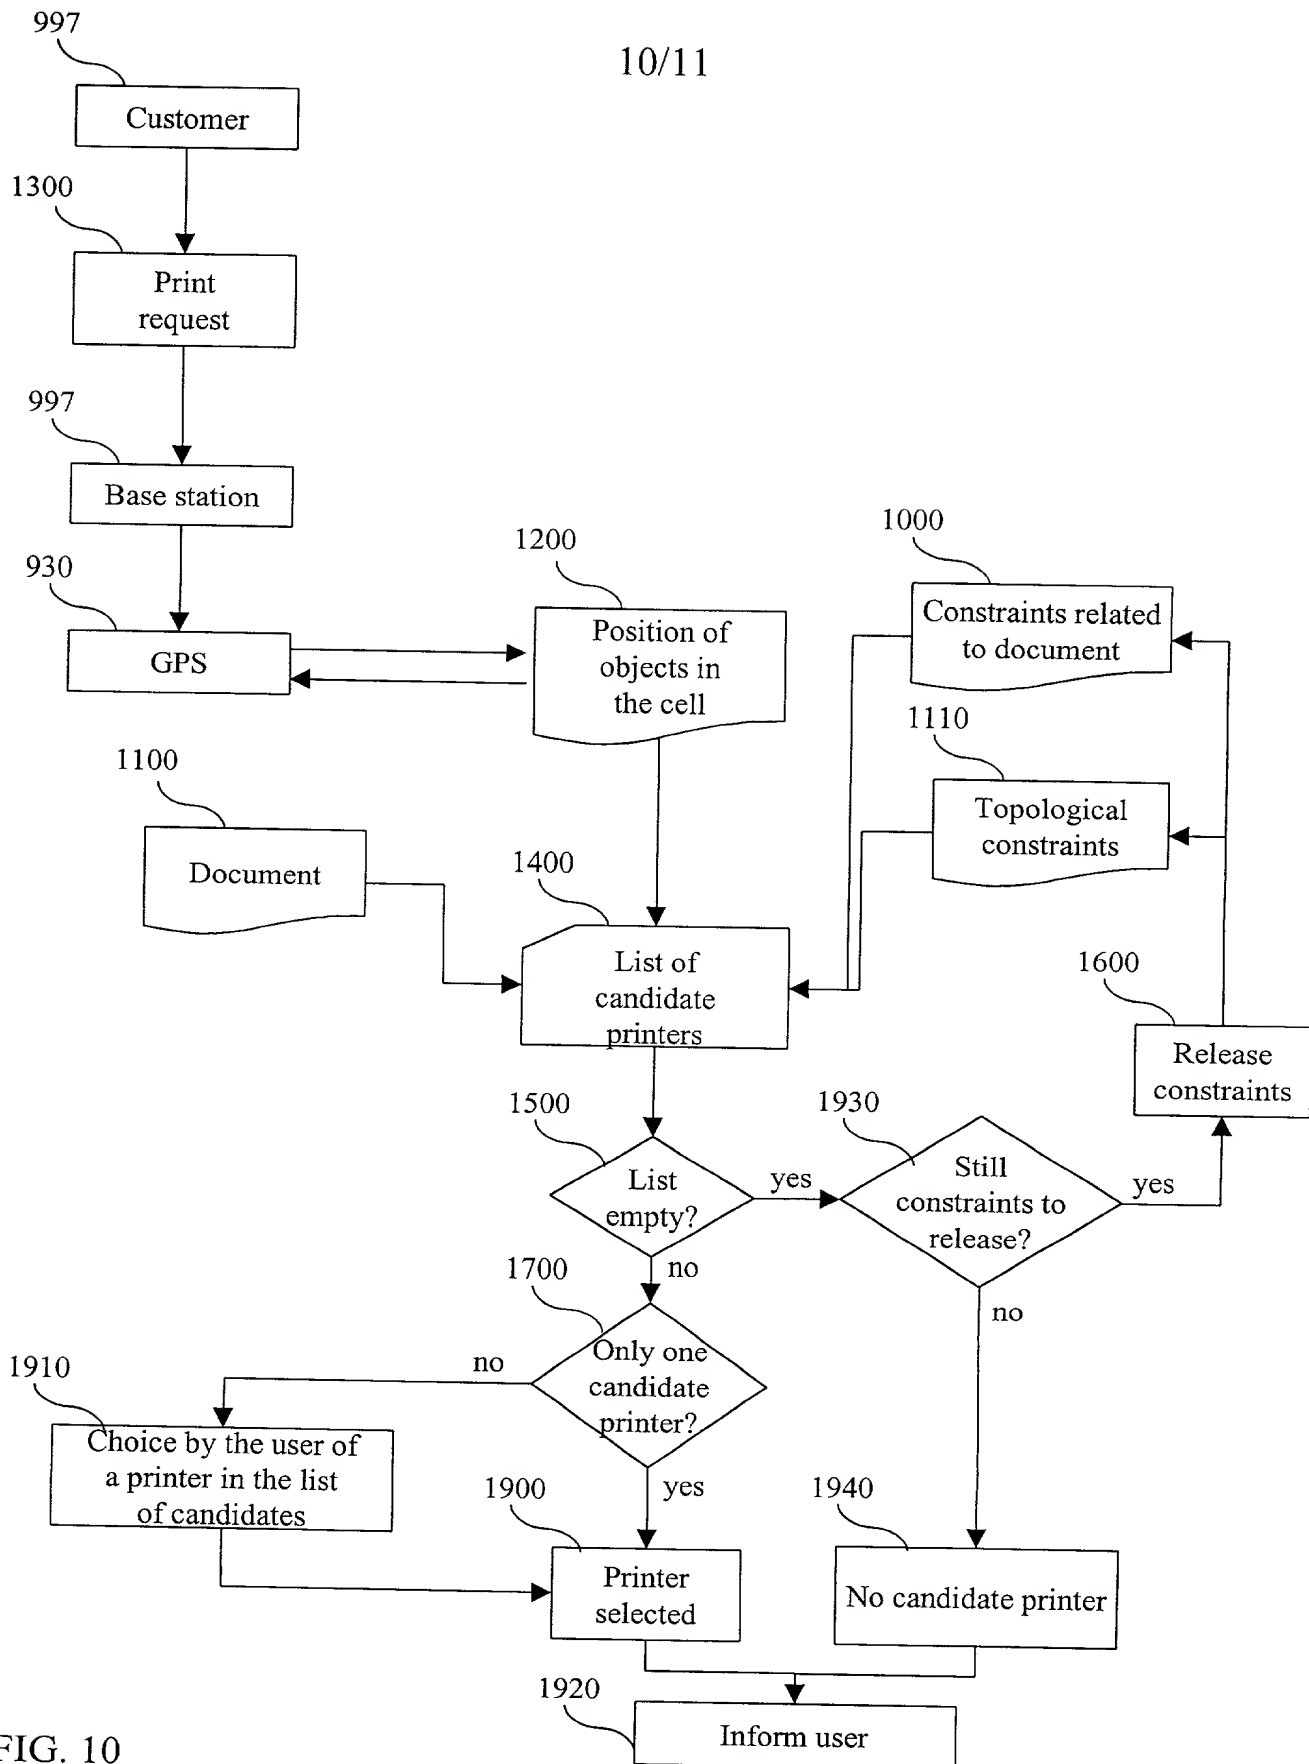 997
10/11
Customer
1300
Print
request
997
Base station
930
GPS
1200
Position of
objects in
the cell
1000
Constraints related
to document
1110
Topological
constraints
1100
Document
1400
List of
candidate
printers
1600
Release
constraints
1500
List
empty?
yes
1930
Still
constraints to
release?
yes
no
1700
no
Only one
candidate
printer?
no
yes
1910
Choice by the user of
a printer in the list
of candidates
1900
Printer
selected
1940
No candidate printer
1920
Inform user
FIG. 10